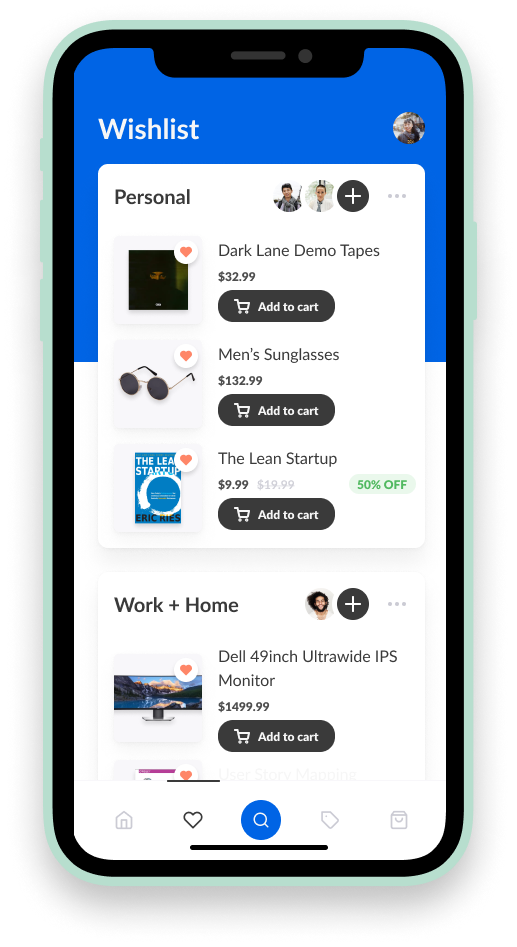 Wishlist
Personal
Dark Lane Demo Tapes
$32.99
Add to cart
Men’s Sunglasses
$132.99
Add to cart
THE LEAN
STARTUP
ERIC RIES
The Lean Startup
$9.99 $19.99
50% OFF
Add to cart
Work + Home
Dell 49inch Ultrawide IPS
Monitor
$1499.99
Add to cart
User Story Mapping